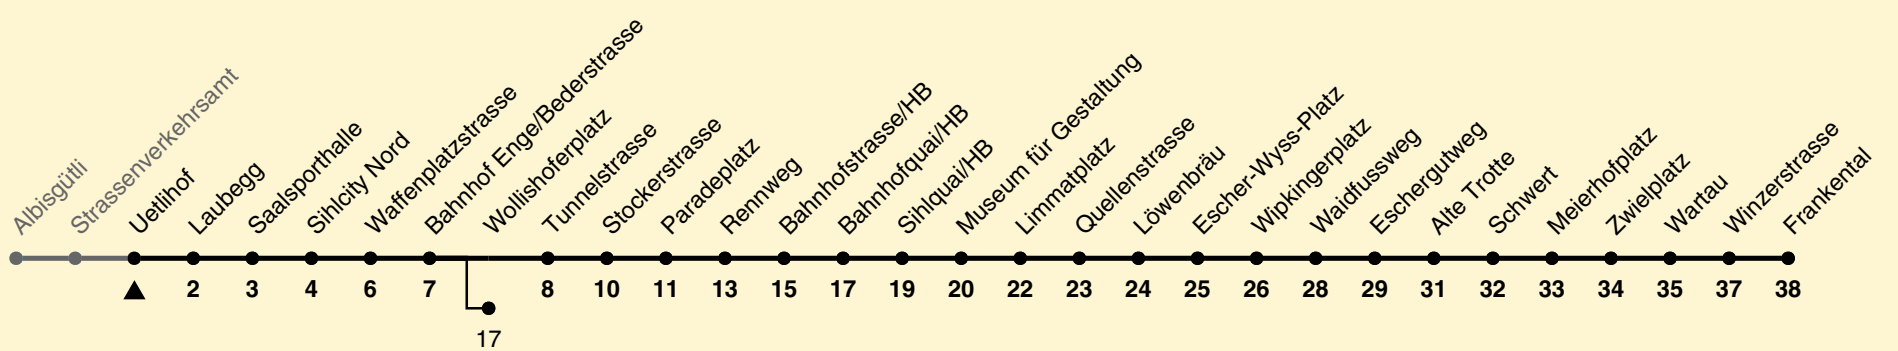 Albisgütli
Strassenverkehrsamt
Uetlihof
Laubegg
Saalsporthalle
Sihlcity Nord
Waffenplatzstrasse
Bahnhof Enge/Bederstrasse
Wollishoferplatz
Tunnelstrasse
Stockerstrasse
Paradeplatz
Rennweg
Bahnhofstrasse/HB
Bahnhofquai/HB
Sihlquai/HB
Museum für Gestaltung
Limmatplatz
Quellenstrasse
Löwenbräu
Escher-Wyss-Platz
Wipkingerplatz
Waidfussweg
Eschergutweg
Alte Trotte
Schwert
Meierhofplatz
Zwielplatz
Wartau
Winzerstrasse
Frankental
2 3 4 6 7 8 10 11 13 15 17 19 20 22 23 24 25 26 28 29 31 32 33 34 35 37 38
17